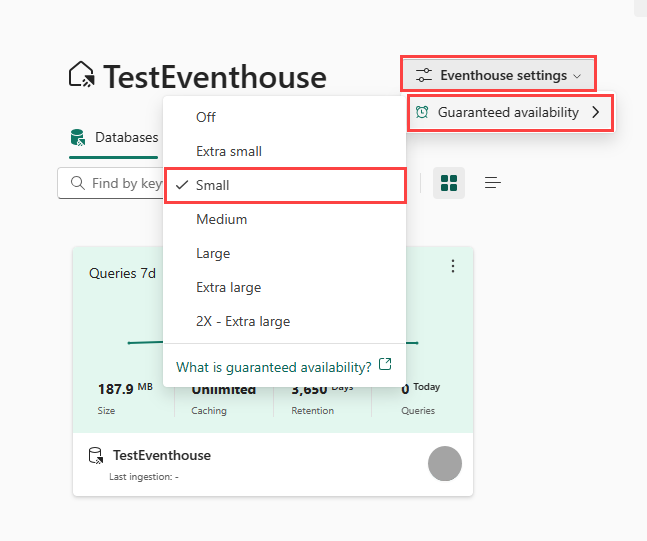 TestEventhouse
Eventhouse settings
Guaranteed availability
Databases
Find by key
Off
Extra small
Small
Medium
Large
Extra large
2X - Extra large
What is guaranteed availability?
Queries 7d
187.9 MB
Unlimited
3,650 Days
0 Today
Size
Caching
Retention
Queries
TestEventhouse
Last ingestion: -